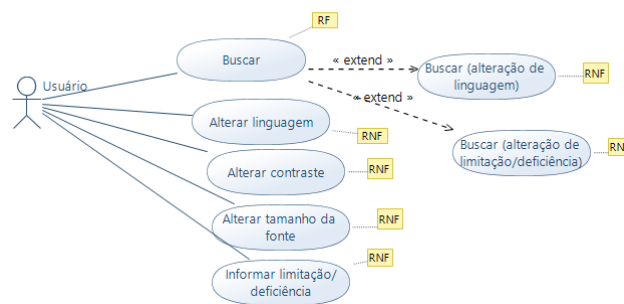 RF
Buscar
« extend »
Buscar (alteração de
linguagem)
RNF
Usuário
« extend »
Alterar linguagem
RNF
Buscar (alteração de
limitação/deficiência)
RN
Alterar contraste
RNF
Alterar tamanho da
fonte
RNF
Informar limitação/
deficiência
RNF